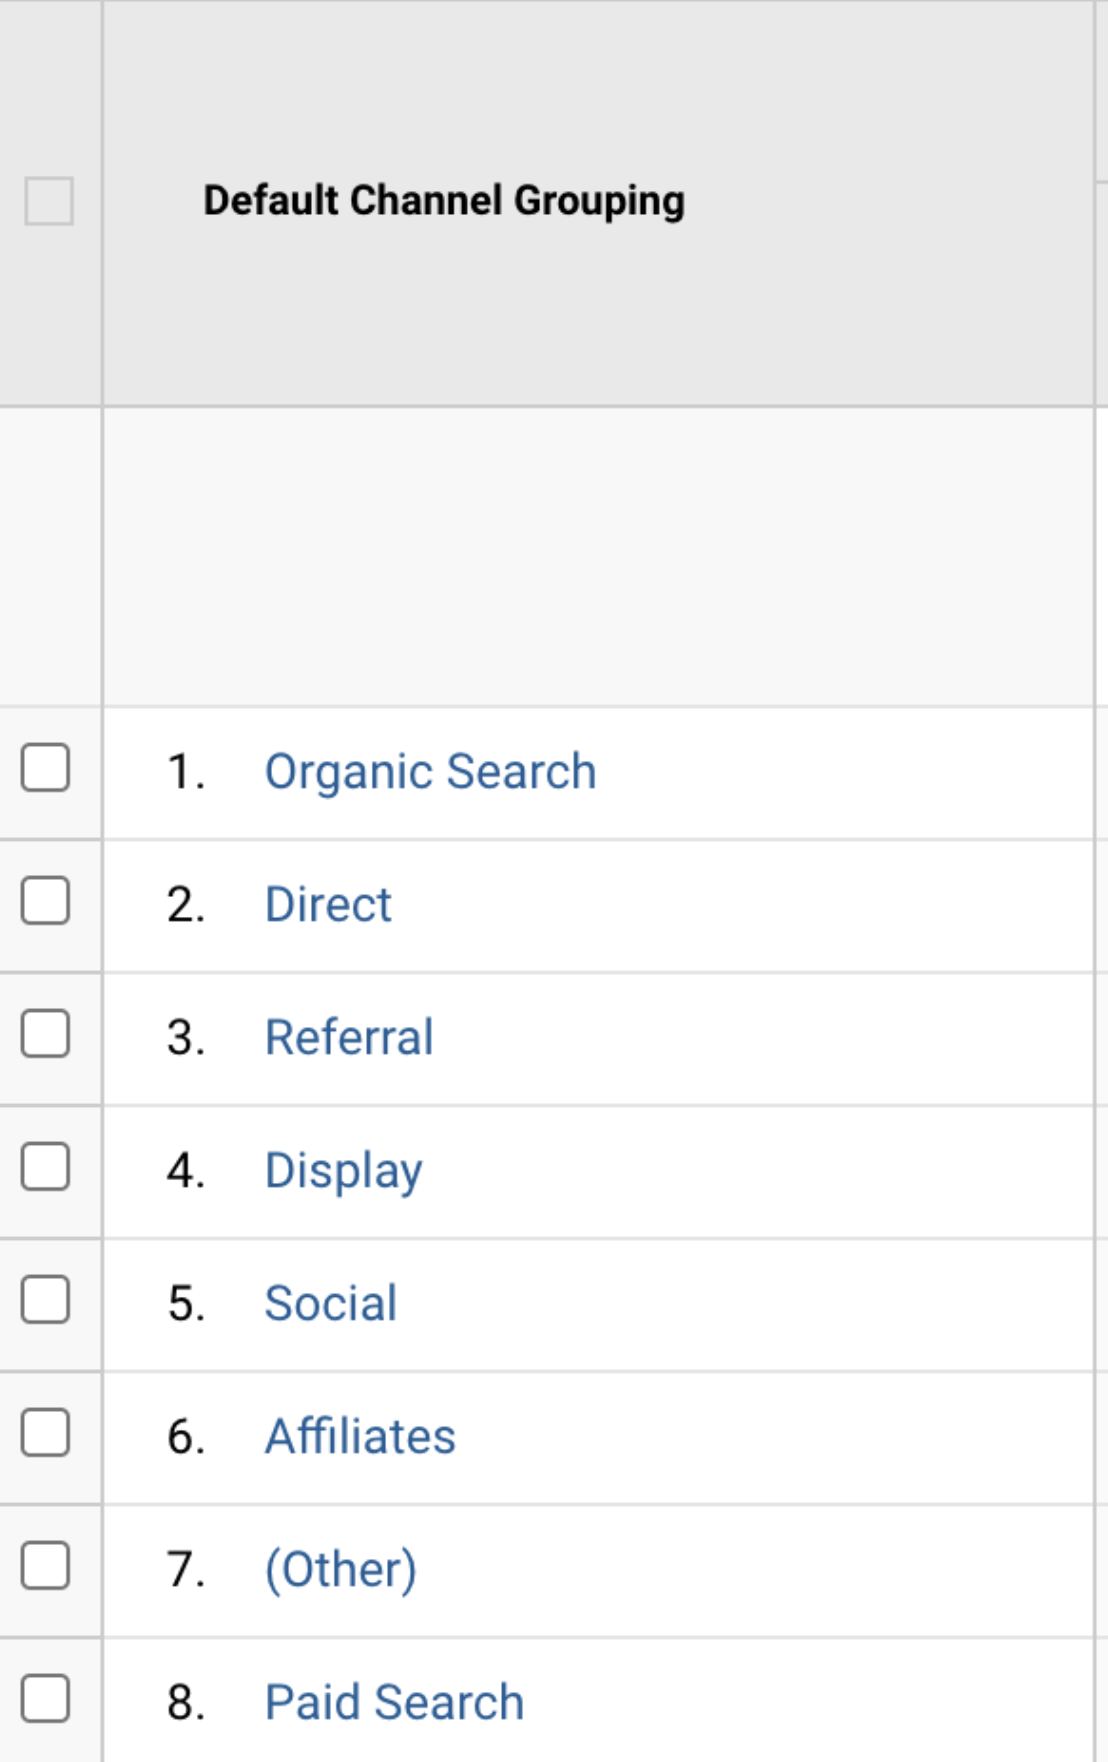 Default Channel Grouping
1. Organic Search
2. Direct
3. Referral
4. Display
5. Social
6. Affiliates
7. (Other)
8. Paid Search